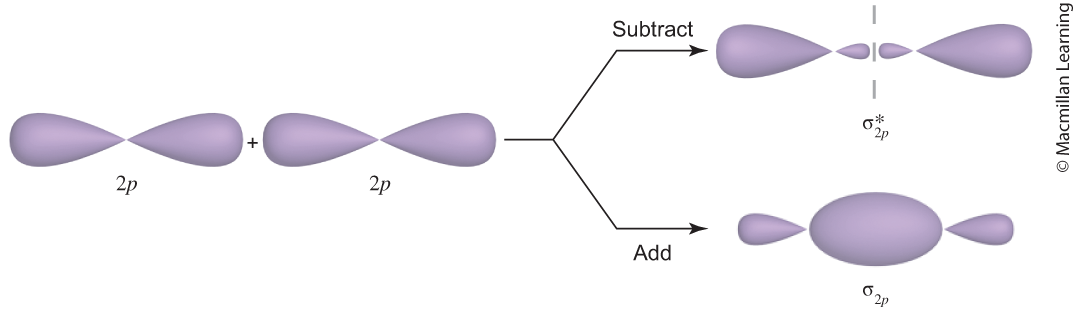 Subtract
σ*2p
+
2p
2p
Add
σ2p
© Macmillan Learning